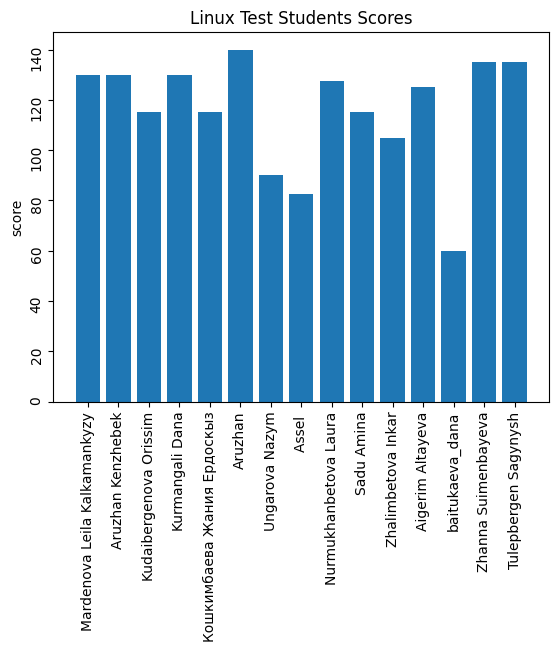 Linux Test Students Scores
140
120
100
80
60
40
20
0
score
Mardenova Leila Kalkamankyzy
Aruzhan Kenzhebek
Kudaibergenova Orissim
Kurmangali Dana
Кошкимбаева Жания Ердоскыз
Aruzhan
Ungarova Nazym
Assel
Nurmukhanbetova Laura
Sadu Amina
Zhalimbetova Inkar
Aigerim Altayeva
baitukaeva_dana
Zhanna Suimenbayeva
Tulepbergen Sagynysh